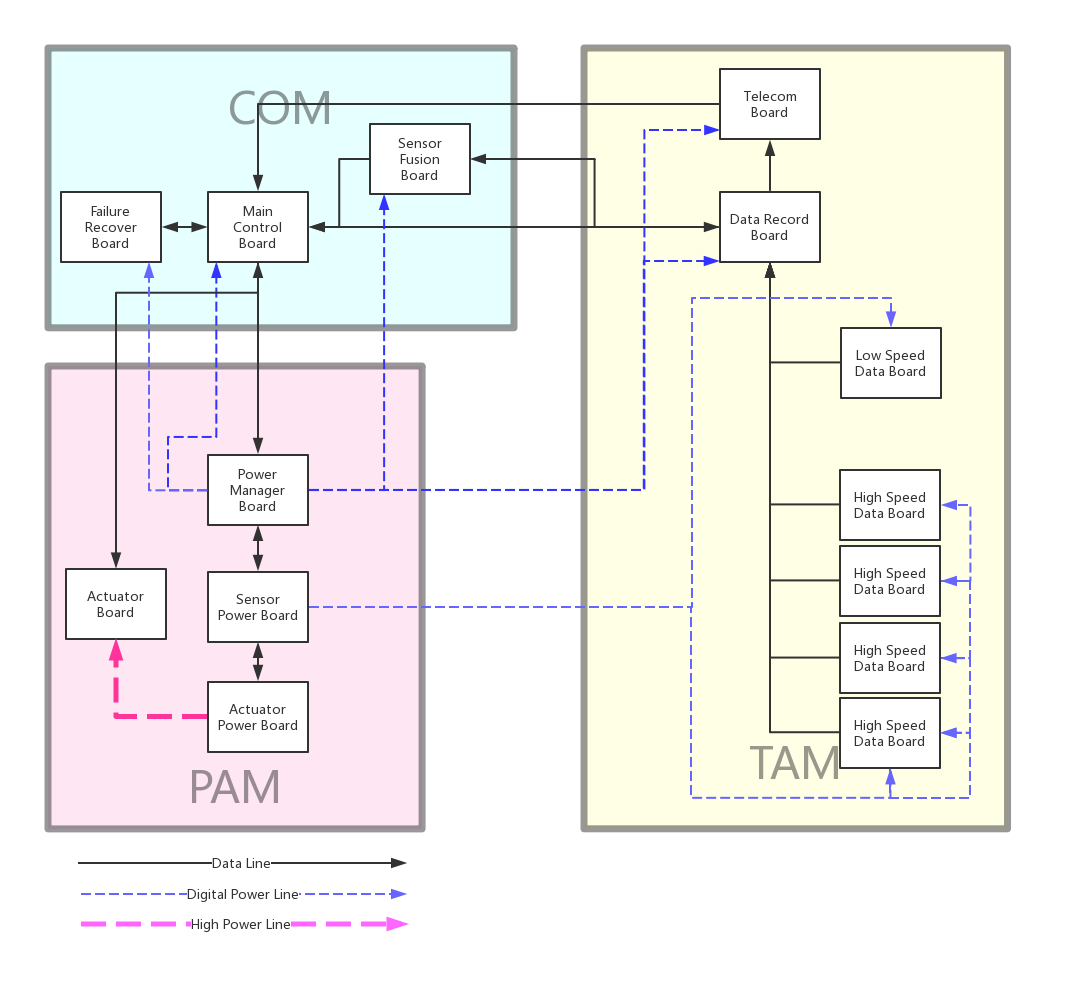 COM
Sensor
Fusion
Board
Failure
Recover
Board
Main
Control
Board
Telecom
Board
Data Record
Board
Low Speed
Data Board
High Speed
Data Board
High Speed
Data Board
High Speed
Data Board
High Speed
Data Board
TAM
Power
Manager
Board
Actuator
Board
Sensor
Power Board
Actuator
Power Board
PAM
Data Line
Digital Power Line
High Power Line